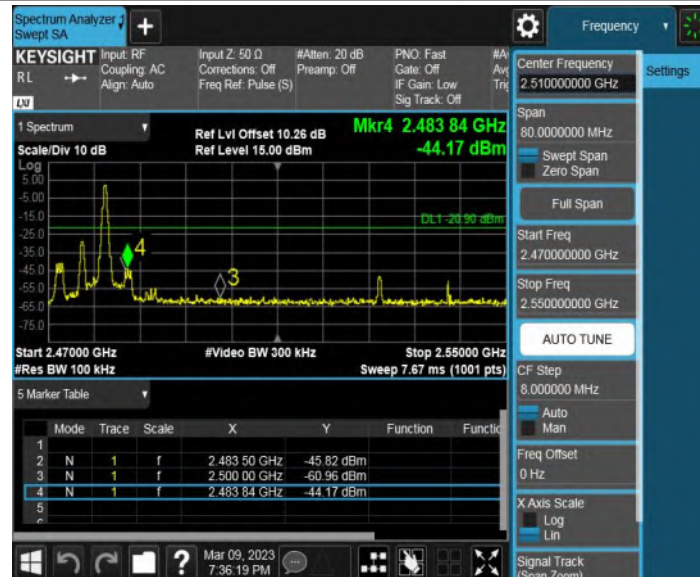 Spectrum Analyzer 1
Swept SA
+
Frequency
KEYSIGHT
RL
LXI
Input: RF
Coupling: AC
Align: Auto
Input Z: 50 Ω
Corrections: Off
Freq Ref: Pulse (S)
#Atten: 20 dB
Preamp: Off
PNO: Fast
Gate: Off
IF Gain: Low
Sig Track: Off
#A
Avg
Trig
1 Spectrum
Scale/Div 10 dB
Ref Lvl Offset 10.26 dB
Ref Level 15.00 dBm
Mkr4 2.483 84 GHz
-44.17 dBm
Log
5.00
-5.00
-15.0
-25.0
-35.0
-45.0
-55.0
-65.0
-75.0
DL1 -20.90 dBm
4
3
Start 2.47000 GHz
#Video BW 300 kHz
Stop 2.55000 GHz
#Res BW 100 kHz
Sweep 7.67 ms (1001 pts)
5 Marker Table
Mode Trace Scale X Y Function Functio
1
2 N 1 f 2.483 50 GHz -45.82 dBm
3 N 1 f 2.500 00 GHz -60.96 dBm
4 N 1 f 2.483 84 GHz -44.17 dBm
5
Mar 09, 2023
7:36:19 PM
?
Center Frequency
2.510000000 GHz
Settings
Span
80.0000000 MHz
Swept Span
Zero Span
Full Span
Start Freq
2.470000000 GHz
Stop Freq
2.550000000 GHz
AUTO TUNE
CF Step
8.000000 MHz
Auto
Man
Freq Offset
0 Hz
X Axis Scale
Log
Lin
Signal Track
(Span Zoom)